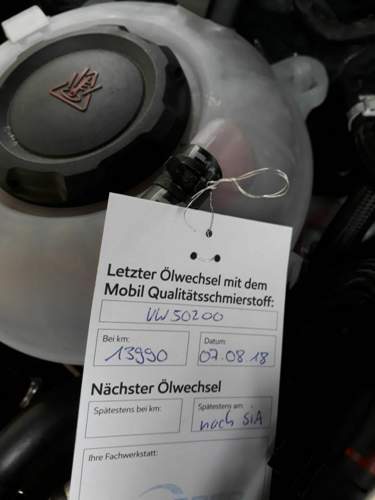 Letzter Ölwechsel mit dem
Mobil Qualitätsschmierstoff:
VW 50200
Bei km:
13990
Datum:
07.08.18
Nächster Ölwechsel
Spätestens bei km:
Spätestens am:
nach SiA
Ihre Fachwerkstatt: